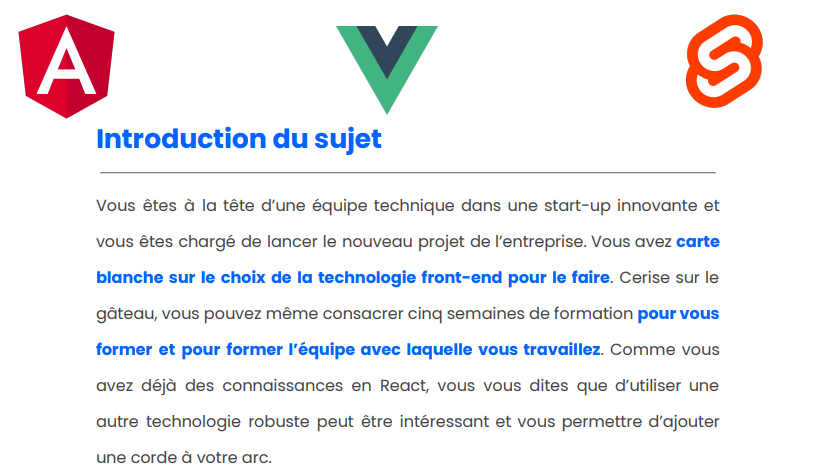 A
Introduction du sujet
Vous êtes à la tête d’une équipe technique dans une start-up innovante et
vous êtes chargé de lancer le nouveau projet de l’entreprise. Vous avez carte
blanche sur le choix de la technologie front-end pour le faire. Cerise sur le
gâteau, vous pouvez même consacrer cinq semaines de formation pour vous
former et pour former l’équipe avec laquelle vous travaillez. Comme vous
avez déjà des connaissances en React, vous vous dites que d’utiliser une
autre technologie robuste peut être intéressant et vous permettre d’ajouter
une corde à votre arc.